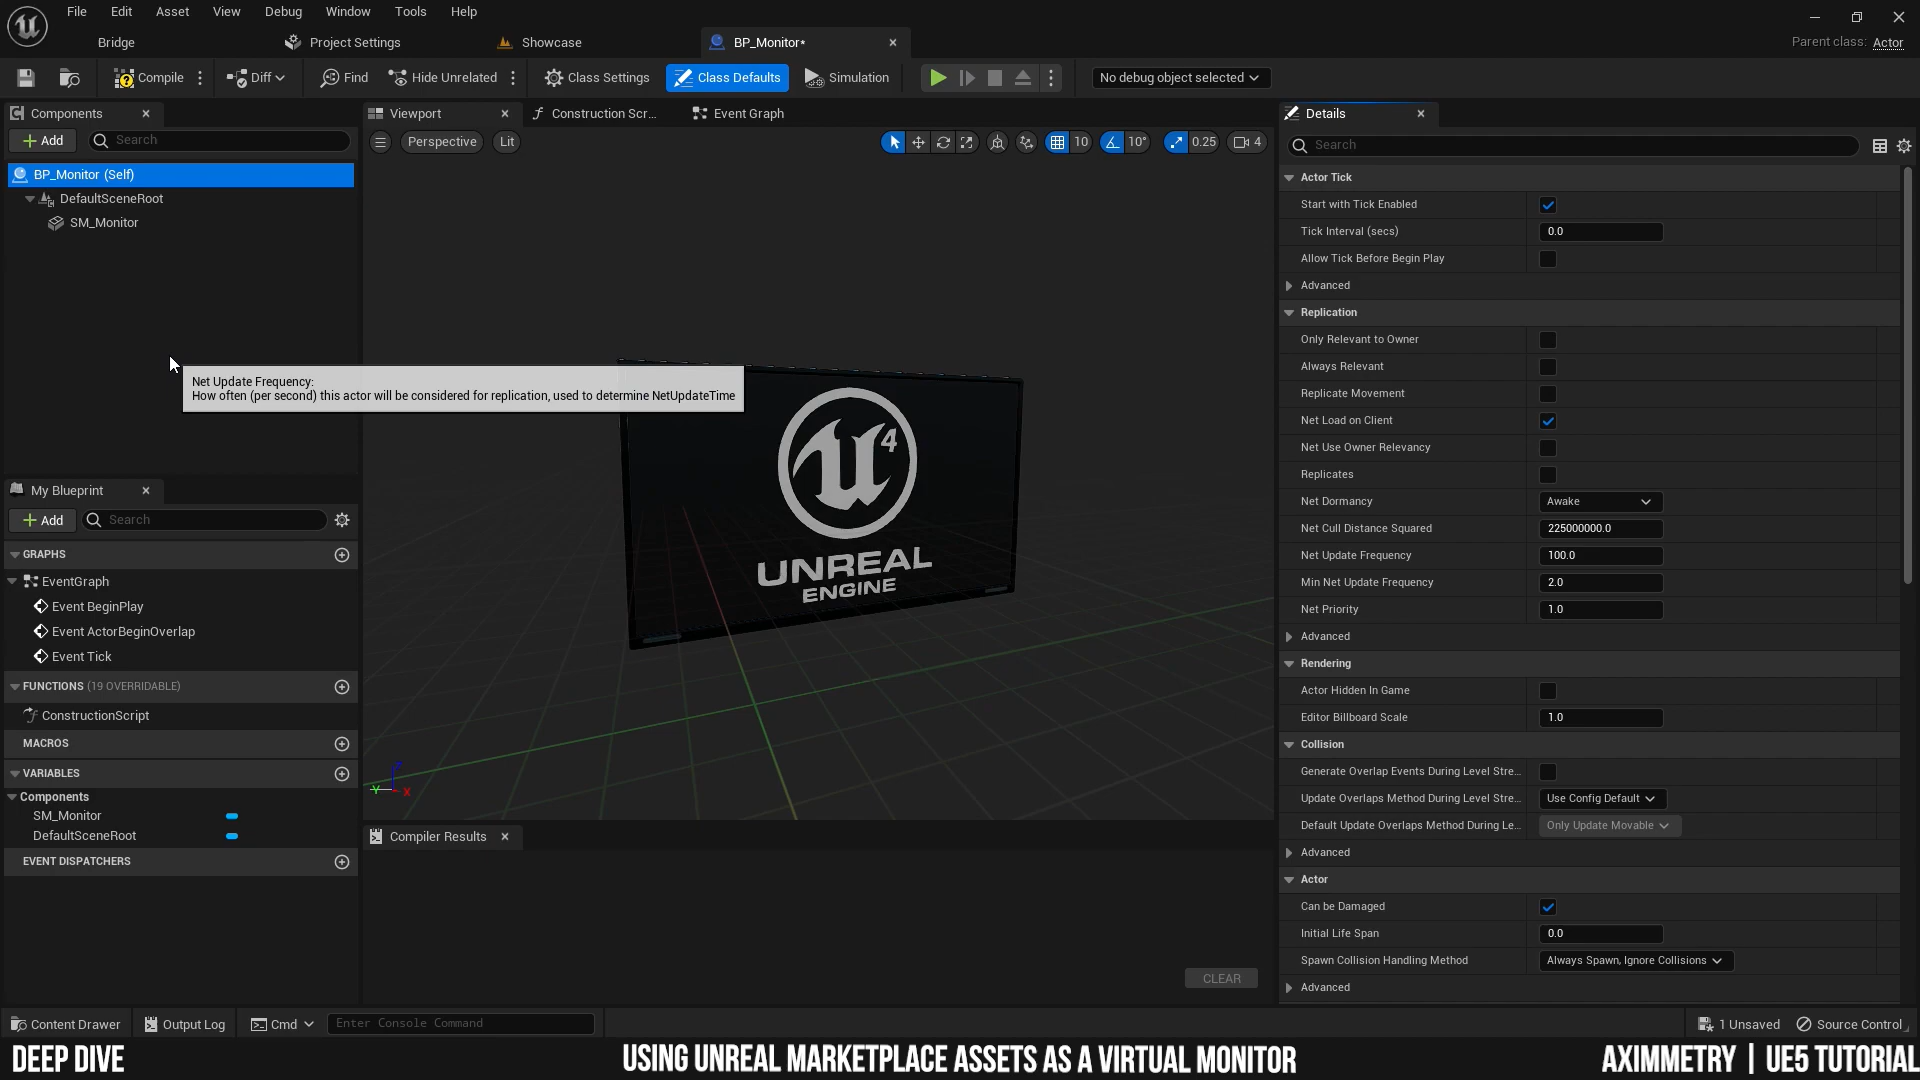 File Edit Asset View Debug Window Tools Help
Bridge Project Settings Showcase BP_Monitor*
Parent class: Actor
Compile Diff Find Hide Unrelated Class Settings Class Defaults Simulation No debug object selected
Components
Add Search
BP_Monitor (Self)
DefaultSceneRoot
SM_Monitor
Viewport Construction Scr... Event Graph
Perspective Lit 10 10° 0.25 4
Net Update Frequency:
How often (per second) this actor will be considered for replication, used to determine NetUpdateTime
4
UNREAL
ENGINE
Z
Y X
My Blueprint
Add Search
GRAPHS
EventGraph
Event BeginPlay
Event ActorBeginOverlap
Event Tick
FUNCTIONS (19 OVERRIDABLE)
ConstructionScript
MACROS
VARIABLES
Components
SM_Monitor
DefaultSceneRoot
EVENT DISPATCHERS
Compiler Results
CLEAR
Details
Search
Actor Tick
Start with Tick Enabled
Tick Interval (secs) 0.0
Allow Tick Before Begin Play
Advanced
Replication
Only Relevant to Owner
Always Relevant
Replicate Movement
Net Load on Client
Net Use Owner Relevancy
Replicates
Net Dormancy Awake
Net Cull Distance Squared 225000000.0
Net Update Frequency 100.0
Min Net Update Frequency 2.0
Net Priority 1.0
Advanced
Rendering
Actor Hidden In Game
Editor Billboard Scale 1.0
Collision
Generate Overlap Events During Level Stre...
Update Overlaps Method During Level Stre... Use Config Default
Default Update Overlaps Method During Le... Only Update Movable
Advanced
Actor
Can be Damaged
Initial Life Span 0.0
Spawn Collision Handling Method Always Spawn, Ignore Collisions
Advanced
Content Drawer Output Log Cmd Enter Console Command 1 Unsaved Source Control
DEEP DIVE USING UNREAL MARKETPLACE ASSETS AS A VIRTUAL MONITOR AXIMMETRY | UE5 TUTORIAL